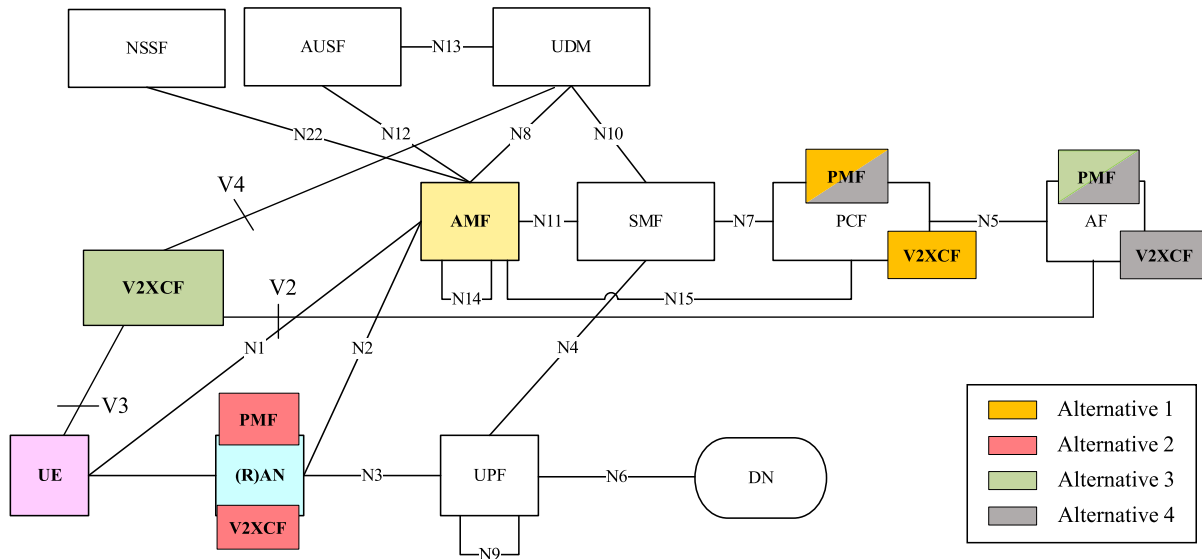 NSSF
AUSF
N13
UDM
N22
N12
N8
N10
V4
PMF
PMF
AMF
N11
SMF
N7
PCF
N5
AF
V2XCF
V2XCF
V2XCF
V2
N14
N15
N1
N2
N4
V3
PMF
Alternative 1
Alternative 2
UE
(R)AN
N3
UPF
N6
DN
Alternative 3
V2XCF
Alternative 4
N9